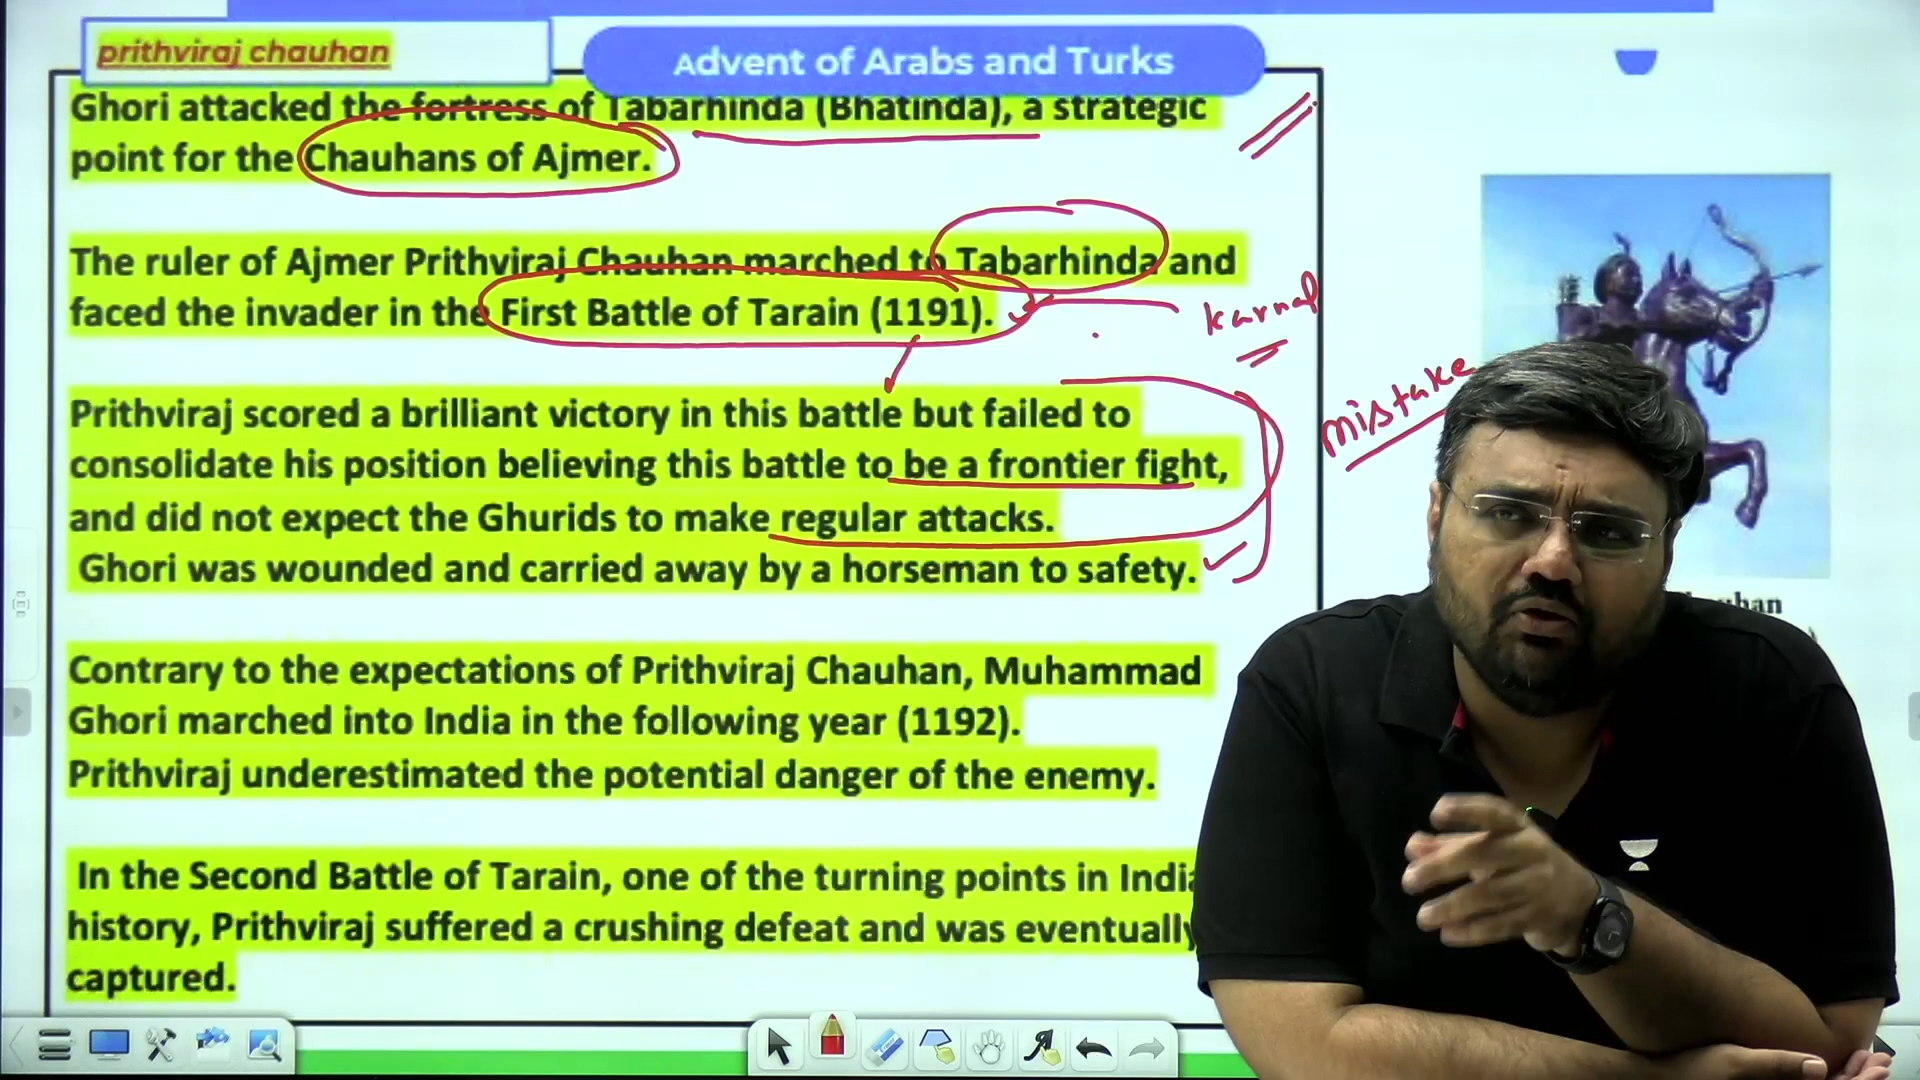 prithviraj chauhan
Advent of Arabs and Turks
Ghori attacked the fortress of Tabarhinda (Bhatinda), a strategic
point for the Chauhans of Ajmer.
The ruler of Ajmer Prithviraj Chauhan marched to Tabarhinda and
faced the invader in the First Battle of Tarain (1191).
karnal
mistake
Prithviraj scored a brilliant victory in this battle but failed to
consolidate his position believing this battle to be a frontier fight,
and did not expect the Ghurids to make regular attacks.
Ghori was wounded and carried away by a horseman to safety.
Contrary to the expectations of Prithviraj Chauhan, Muhammad
Ghori marched into India in the following year (1192).
Prithviraj underestimated the potential danger of the enemy.
In the Second Battle of Tarain, one of the turning points in India
history, Prithviraj suffered a crushing defeat and was eventually
captured.